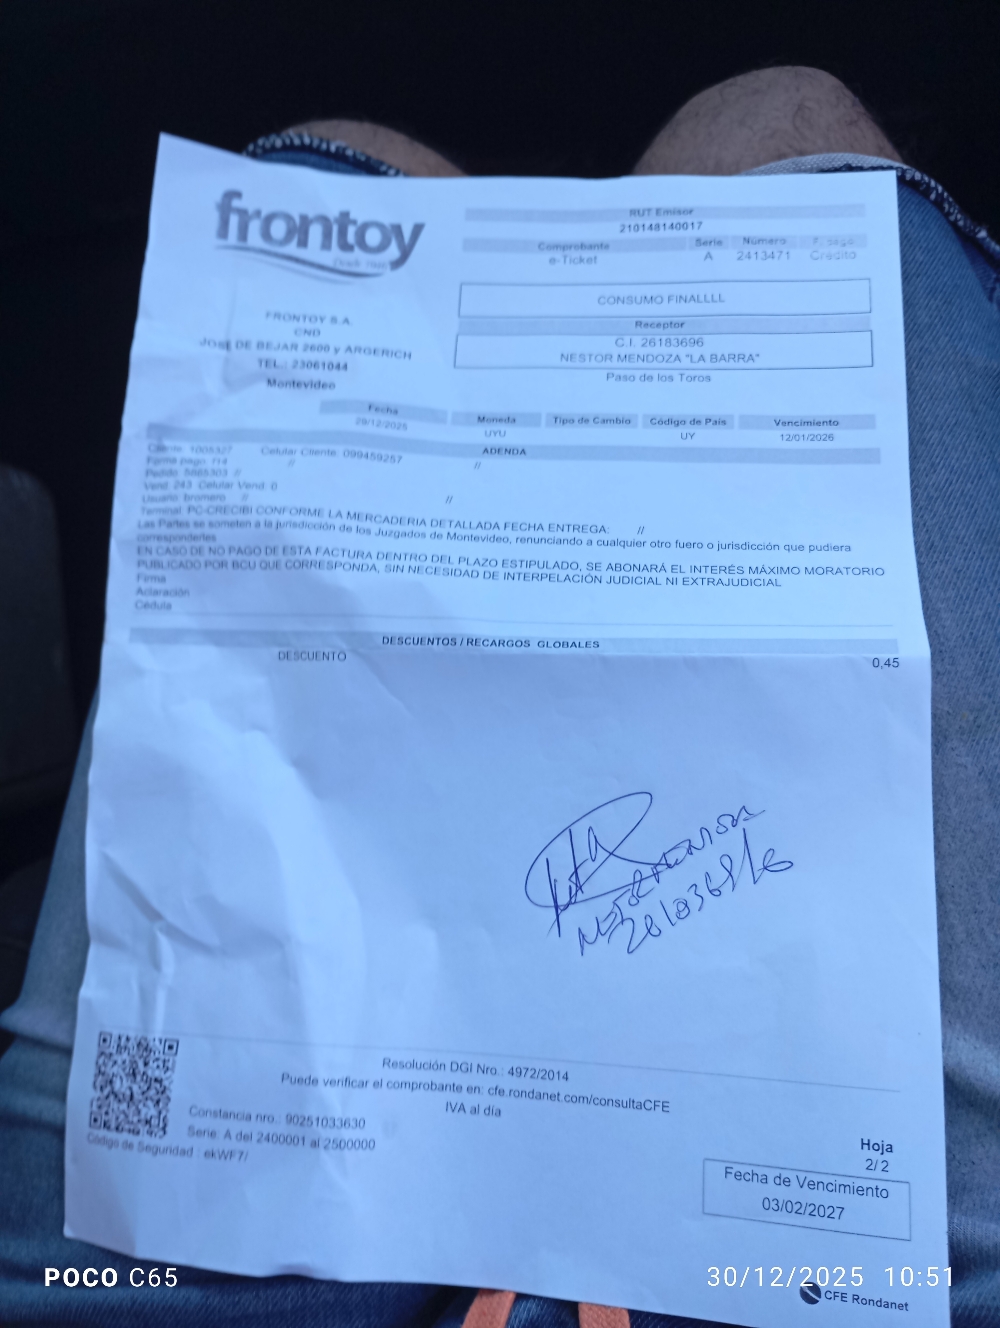 frontoy
RUT Emisor
210148140017
Comprobante Serie Número F. pago
e-Ticket A 2413471 Crédito
CONSUMO FINALLLL
Receptor
C.I. 26183696
NESTOR MENDOZA "LA BARRA"
Paso de los Toros
FRONTOY S.A.
CND
JOSE DE BEJAR 2600 y ARGERICH
TEL.: 23061044
Montevideo
Fecha Moneda Tipo de Cambio Código de País Vencimiento
UYU UY 12/01/2026
ADENDA
Celular Cliente: 099459257 //
//
Vend: 243 Celular Vend: 0
//
Terminal: PC-CRECIBI CONFORME LA MERCADERIA DETALLADA FECHA ENTREGA: //
Las Partes se someten a la jurisdicción de los Juzgados de Montevideo, renunciando a cualquier otro fuero o jurisdicción que pudiera
corresponderles
EN CASO DE NO PAGO DE ESTA FACTURA DENTRO DEL PLAZO ESTIPULADO, SE ABONARÁ EL INTERÉS MÁXIMO MORATORIO
PUBLICADO POR BCU QUE CORRESPONDA, SIN NECESIDAD DE INTERPELACIÓN JUDICIAL NI EXTRAJUDICIAL
Firma
Aclaración
Cédula
DESCUENTOS / RECARGOS GLOBALES
DESCUENTO 0,45
Resolución DGI Nro.: 4972/2014
Puede verificar el comprobante en: cfe.rondanet.com/consultaCFE
IVA al día
Constancia nro.: 90251033630
Serie: A del 2400001 al 2500000
Código de Seguridad : ekWF7/
Hoja
2/2
Fecha de Vencimiento
03/02/2027
CFE Rondanet
POCO C65
30/12/2025 10:51